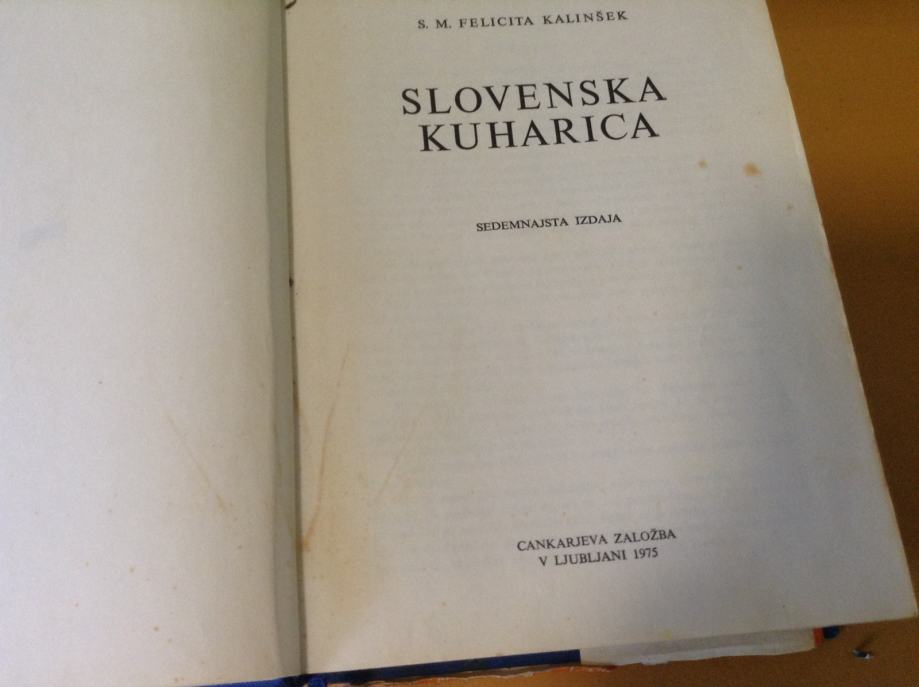 S. M. FELICITA KALINŠEK
SLOVENSKA
KUHARICA
SEDEMNAJSTA IZDAJA
CANKARJEVA ZALOŽBA
V LJUBLJANI 1975